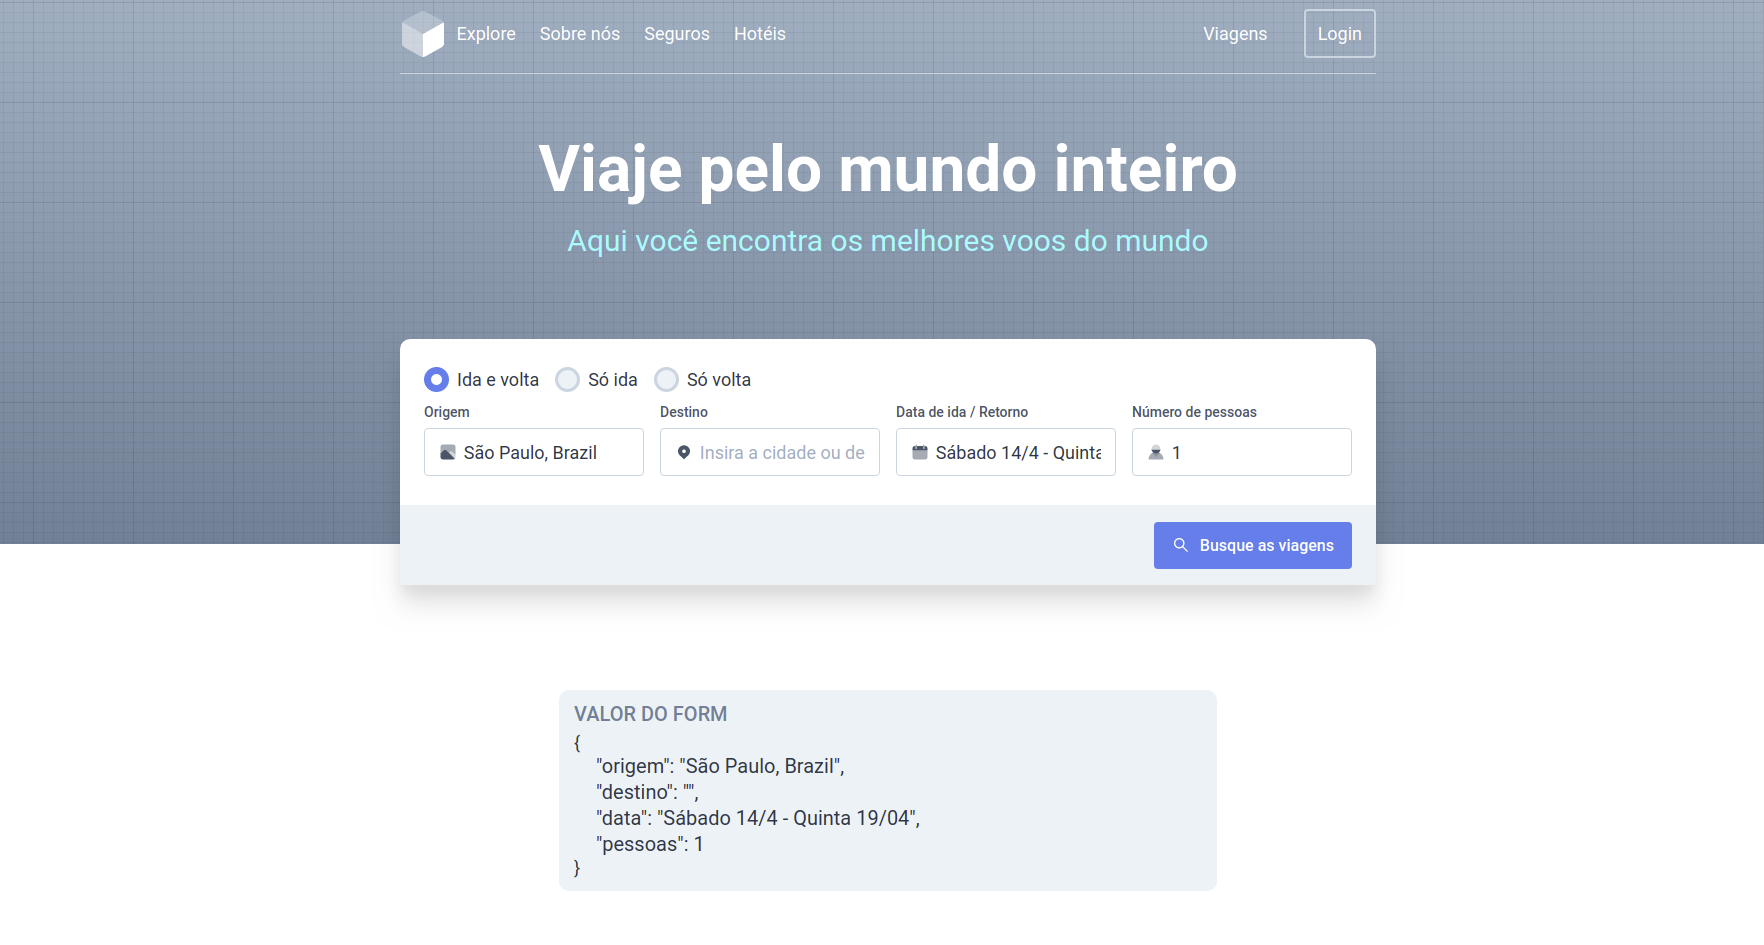 Explore Sobre nós Seguros Hotéis Viagens Login
Viaje pelo mundo inteiro
Aqui você encontra os melhores voos do mundo
Ida e volta Só ida Só volta
Origem Destino Data de ida / Retorno Número de pessoas
São Paulo, Brazil Insira a cidade ou de Sábado 14/4 - Quinta 1
Busque as viagens
VALOR DO FORM
{
"origem": "São Paulo, Brazil",
"destino": "",
"data": "Sábado 14/4 - Quinta 19/04",
"pessoas": 1
}